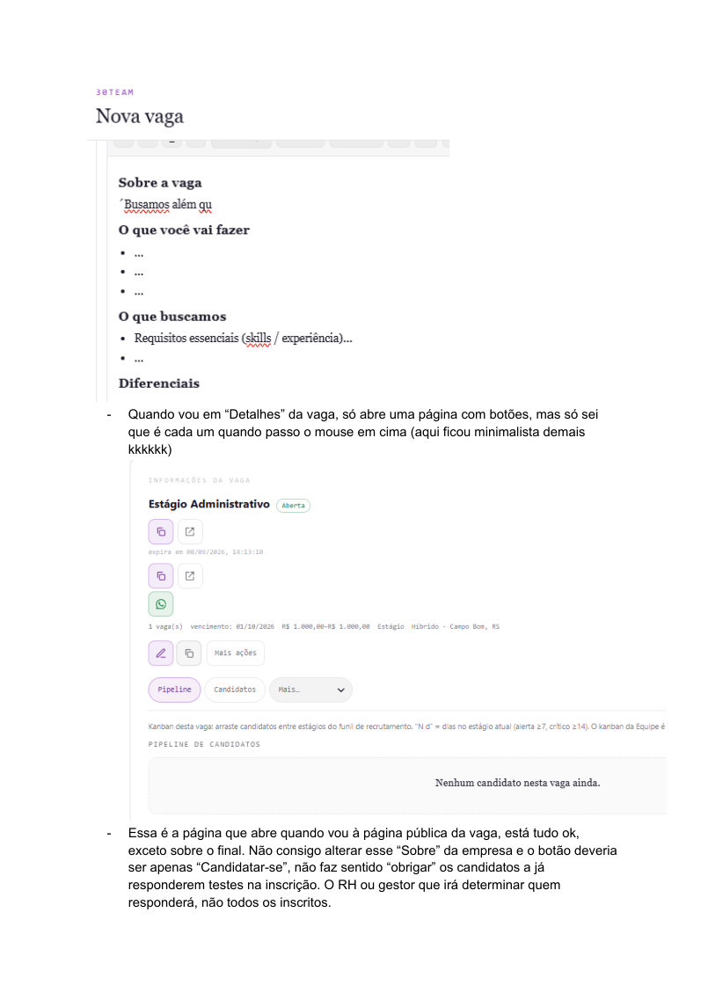 30TEAM
Nova vaga
Sobre a vaga
´Busamos além qu
O que você vai fazer
• ...
• ...
• ...
O que buscamos
• Requisitos essenciais (skills / experiência)...
• ...
Diferenciais
- Quando vou em “Detalhes” da vaga, só abre uma página com botões, mas só sei
que é cada um quando passo o mouse em cima (aqui ficou minimalista demais
kkkkkk)
INFORMAÇÕES DA VAGA
Estágio Administrativo Aberta
expira em 08/09/2026, 14:13:10
1 vaga(s) vencimento: 01/10/2026 R$ 1.000,00–R$ 1.000,00 Estágio Híbrido · Campo Bom, RS
Mais ações
Pipeline Candidatos Mais…
Kanban desta vaga: arraste candidatos entre estágios do funil de recrutamento. "N d" = dias no estágio atual (alerta ≥7, crítico ≥14). O kanban da Equipe é
PIPELINE DE CANDIDATOS
Nenhum candidato nesta vaga ainda.
- Essa é a página que abre quando vou à página pública da vaga, está tudo ok,
exceto sobre o final. Não consigo alterar esse “Sobre” da empresa e o botão deveria
ser apenas “Candidatar-se”, não faz sentido “obrigar” os candidatos a já
responderem testes na inscrição. O RH ou gestor que irá determinar quem
responderá, não todos os inscritos.